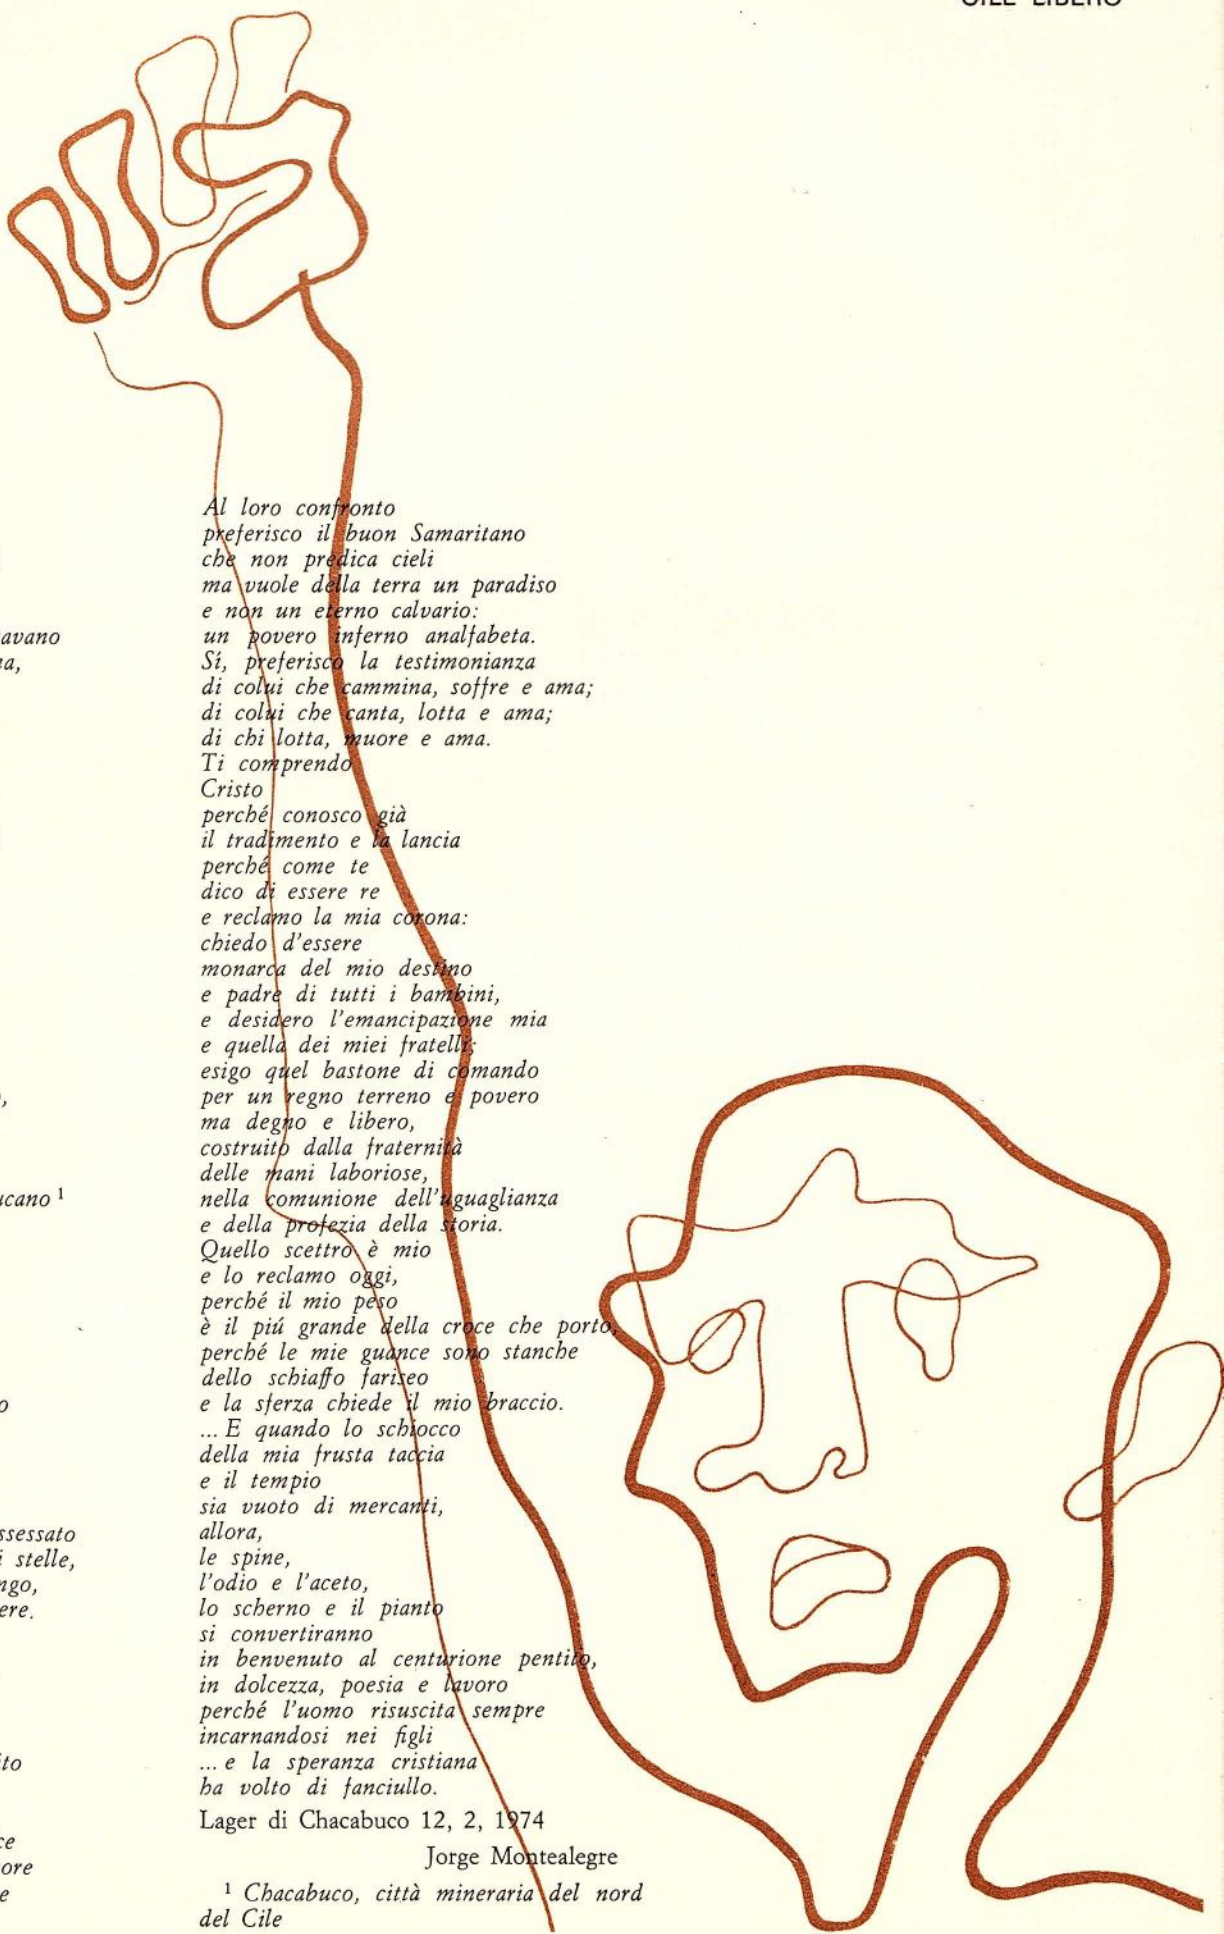 CILE LIBERO
avano
ucano ¹
ssessato
i stelle,
ngo,
ere.
ito
ce
ore
e
Al loro confronto
preferisco il buon Samaritano
che non predica cieli
ma vuole della terra un paradiso
e non un eterno calvario:
un povero inferno analfabeta.
Sí, preferisco la testimonianza
di colui che cammina, soffre e ama;
di colui che canta, lotta e ama;
di chi lotta, muore e ama.
Ti comprendo
Cristo
perché conosco già
il tradimento e la lancia
perché come te
dico di essere re
e reclamo la mia corona:
chiedo d'essere
monarca del mio destino
e padre di tutti i bambini,
e desidero l'emancipazione mia
e quella dei miei fratelli;
esigo quel bastone di comando
per un regno terreno e povero
ma degno e libero,
costruito dalla fraternità
delle mani laboriose,
nella comunione dell'uguaglianza
e della profezia della storia.
Quello scettro è mio
e lo reclamo oggi,
perché il mio peso
è il piú grande della croce che porto,
perché le mie guance sono stanche
dello schiaffo fariseo
e la sferza chiede il mio braccio.
... E quando lo schiocco
della mia frusta taccia
e il tempio
sia vuoto di mercanti,
allora,
le spine,
l'odio e l'aceto,
lo scherno e il pianto
si convertiranno
in benvenuto al centurione pentito,
in dolcezza, poesia e lavoro
perché l'uomo risuscita sempre
incarnandosi nei figli
... e la speranza cristiana
ha volto di fanciullo.
Lager di Chacabuco 12, 2, 1974
Jorge Montealegre
¹ Chacabuco, città mineraria del nord
del Cile